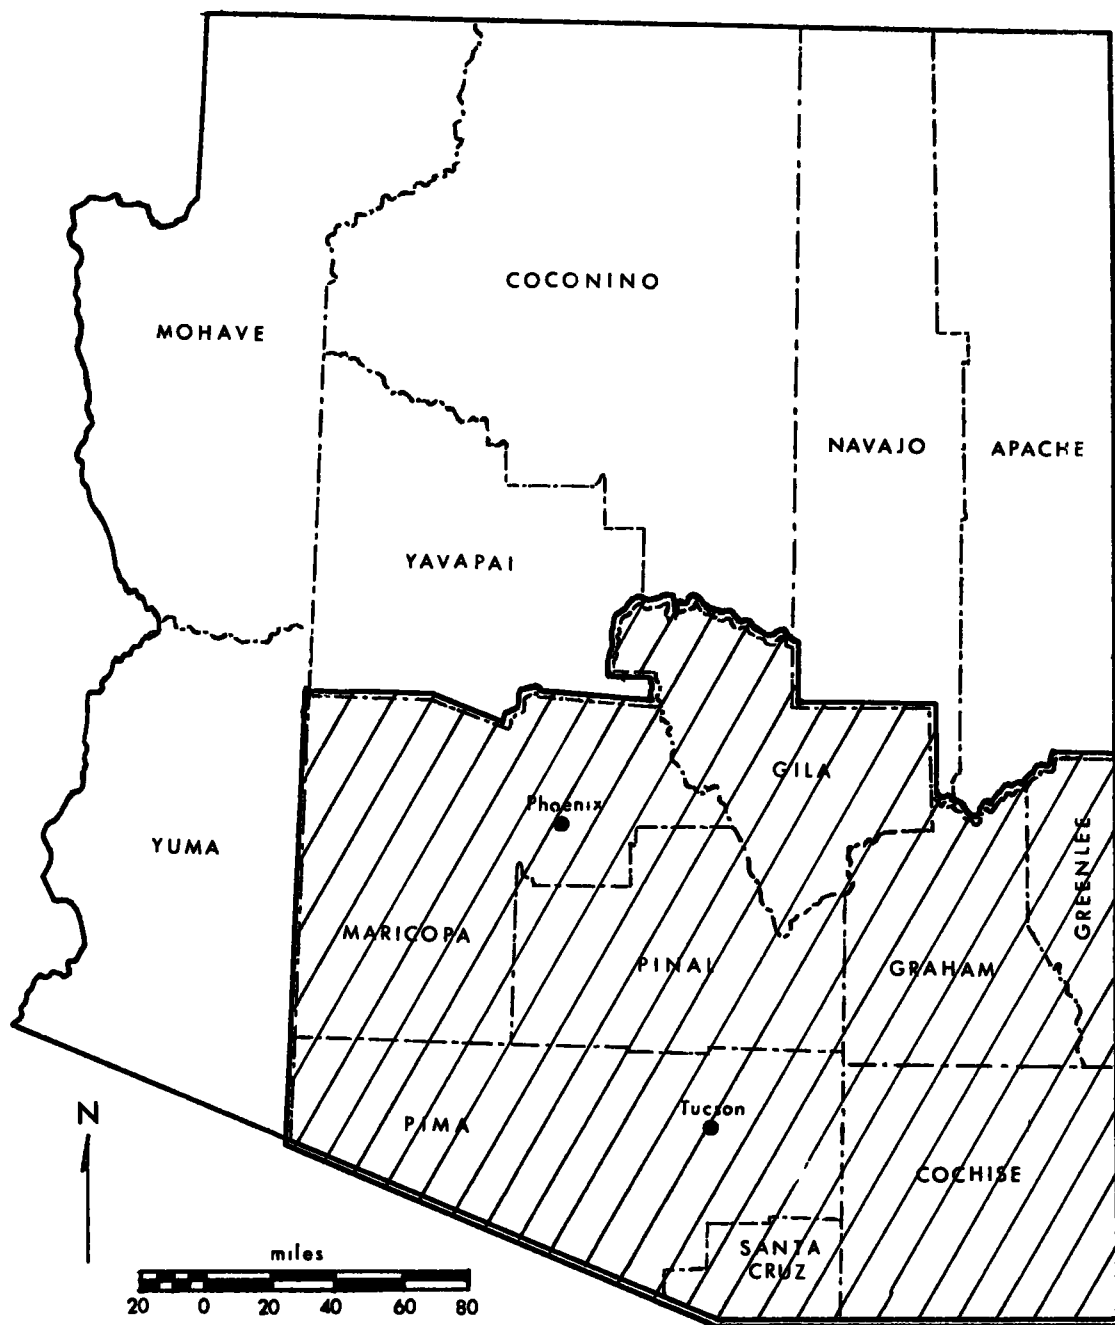 COCONINO
MOHAVE
NAVAJO
APACHE
YAVAPAI
GILA
Phoenix
YUMA
GREENLEE
MARICOPA
PINAL
GRAHAM
N
Tucson
PIMA
COCHISE
SANTA
CRUZ
miles
20 0 20 40 60 80